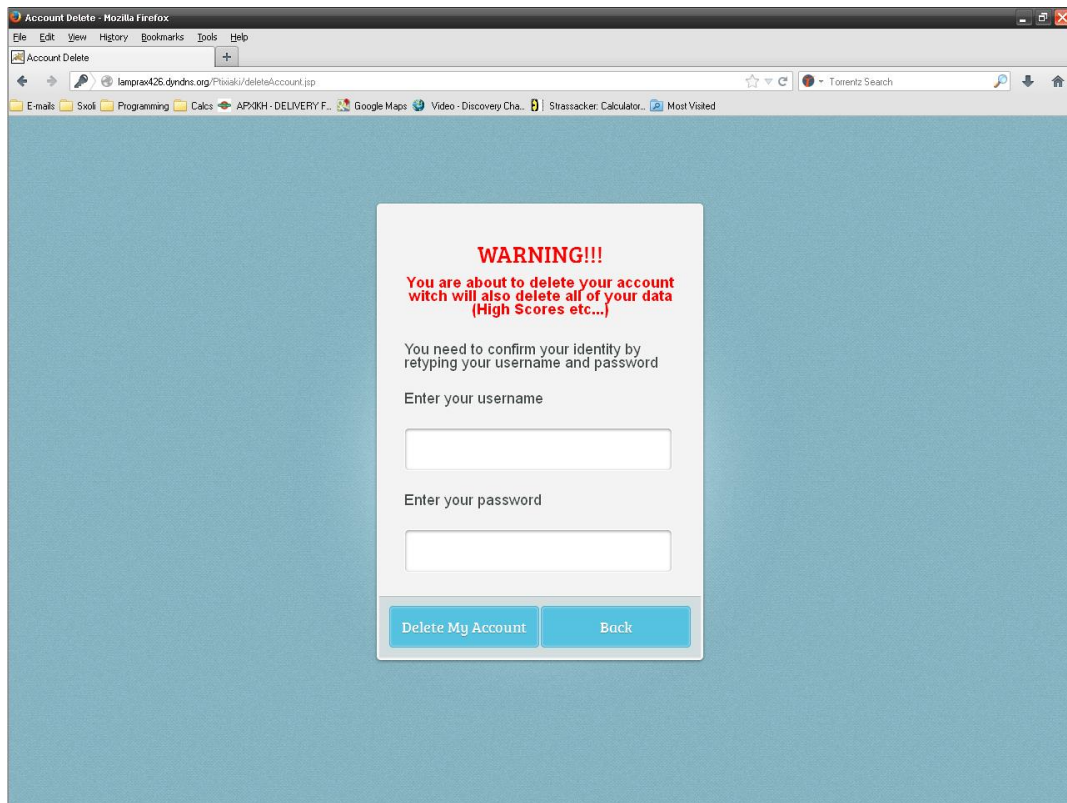 Account Delete - Mozilla Firefox
File Edit View History Bookmarks Tools Help
Account Delete
lamprax426.dyndns.org/Ptixiaki/deleteAccount.jsp
Torrentz Search
E-mails Sxoli Programming Calcs ΑΡΧΙΚΗ - DELIVERY F... Google Maps Video - Discovery Cha... Strassacker: Calculator... Most Visited
WARNING!!!
You are about to delete your account
witch will also delete all of your data
(High Scores etc...)
You need to confirm your identity by
retyping your username and password
Enter your username
Enter your password
Delete My Account Back